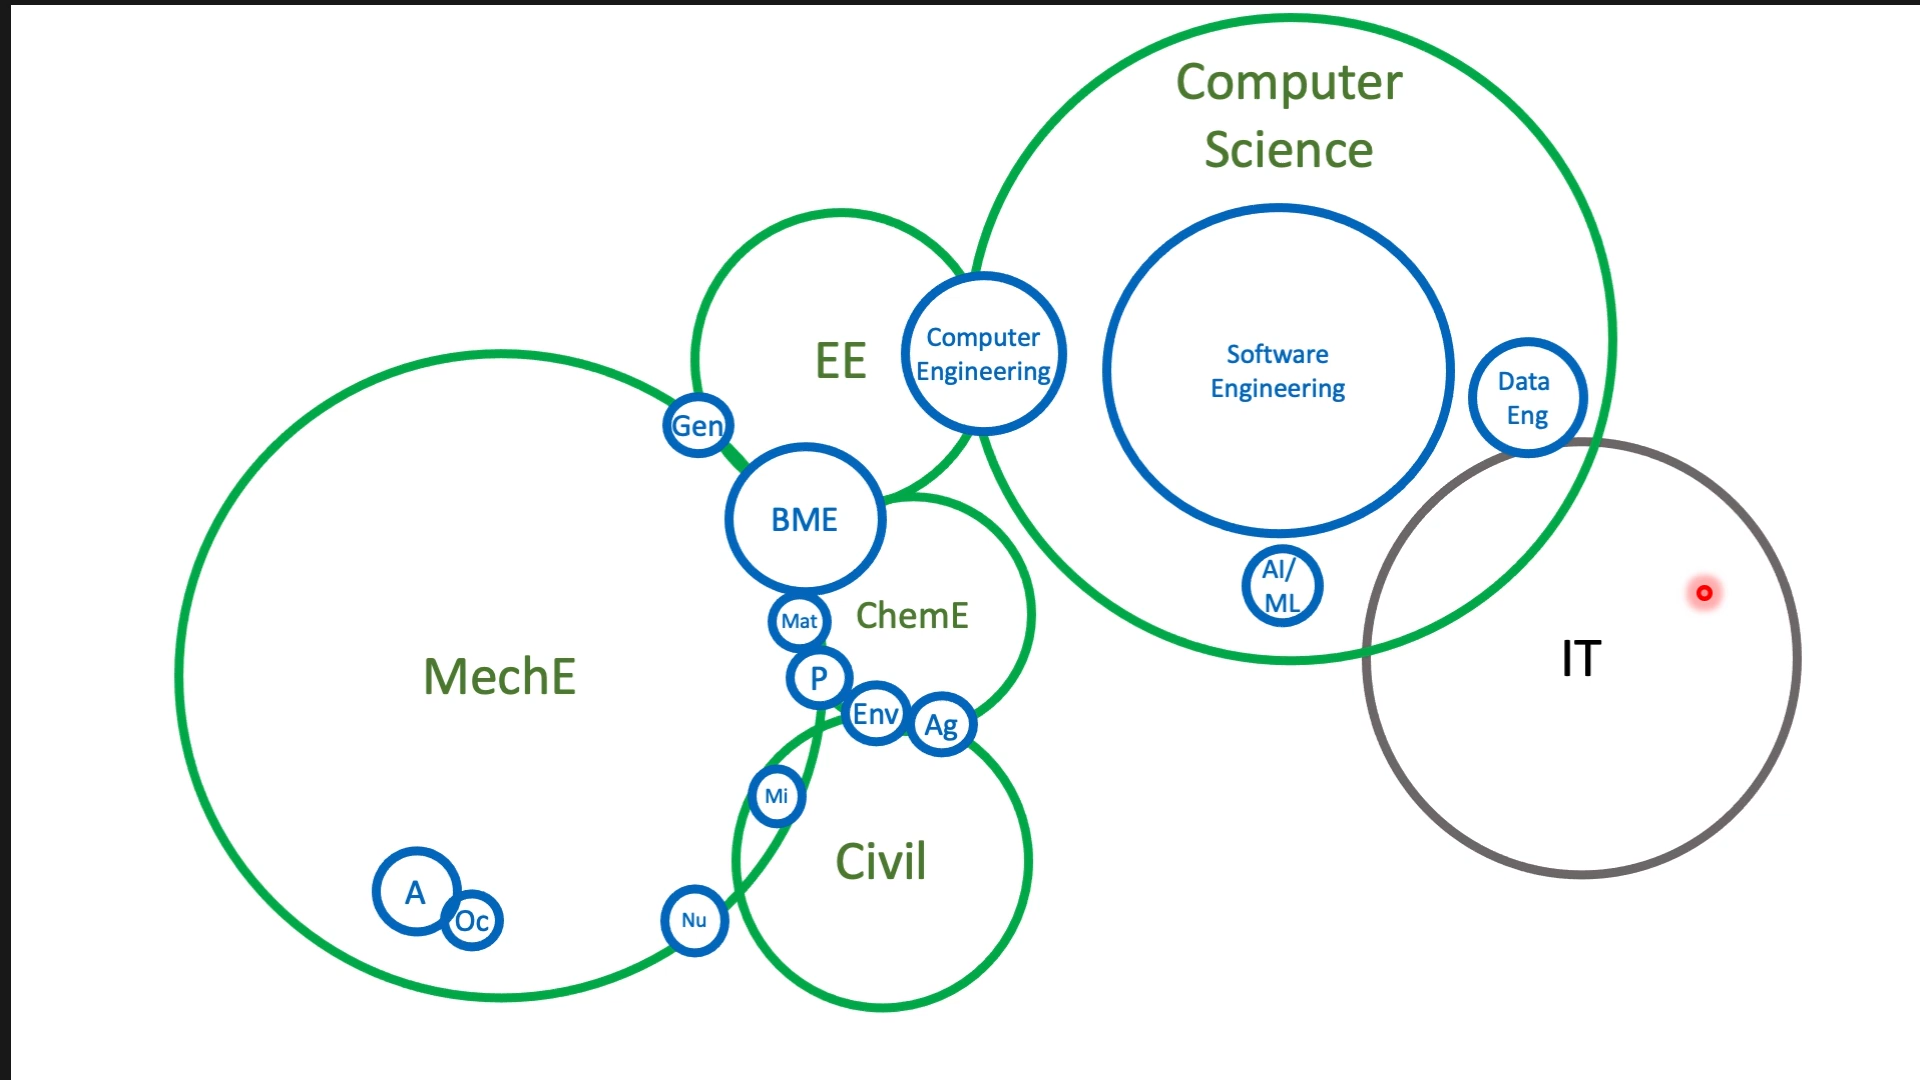 Computer
Science
EE
Computer
Engineering
Software
Engineering
Data
Eng
Gen
BME
AI/
ML
Mat
ChemE
P
MechE
IT
Env
Ag
Mi
Civil
A
Oc
Nu